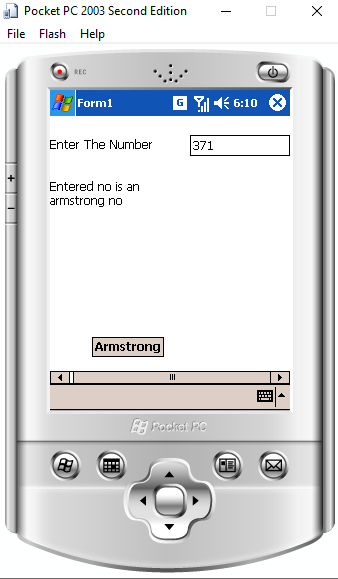 Pocket PC 2003 Second Edition
File Flash Help
REC
Form1 G 6:10
Enter The Number 371
Entered no is an
armstrong no
Armstrong
Pocket PC